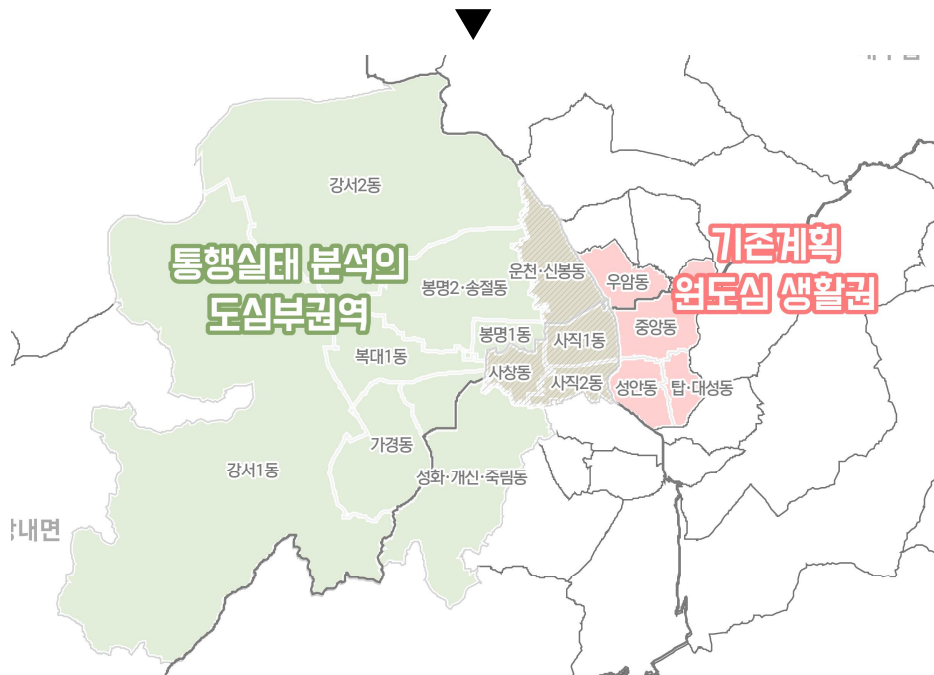 강서2동
통행실태 분석의
도심부권역
기존계획
원도심 생활권
운천·신봉동
우암동
봉명2·송절동
중앙동
봉명1동
사직1동
복대1동
사창동
사직2동
성안동
탑·대성동
가경동
강서1동
성화·개신·죽림동
내면